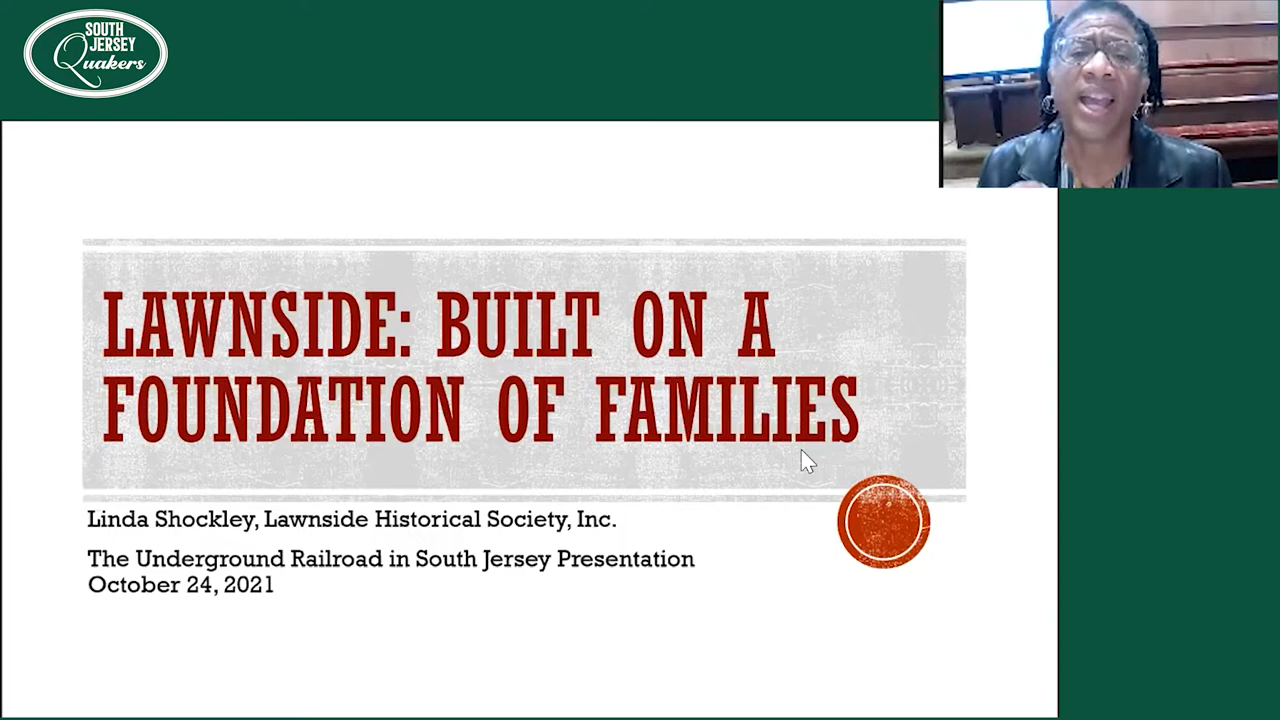 SOUTH
JERSEY
Quakers
LAWNSIDE: BUILT ON A
FOUNDATION OF FAMILIES
Linda Shockley, Lawnside Historical Society, Inc.
The Underground Railroad in South Jersey Presentation
October 24, 2021